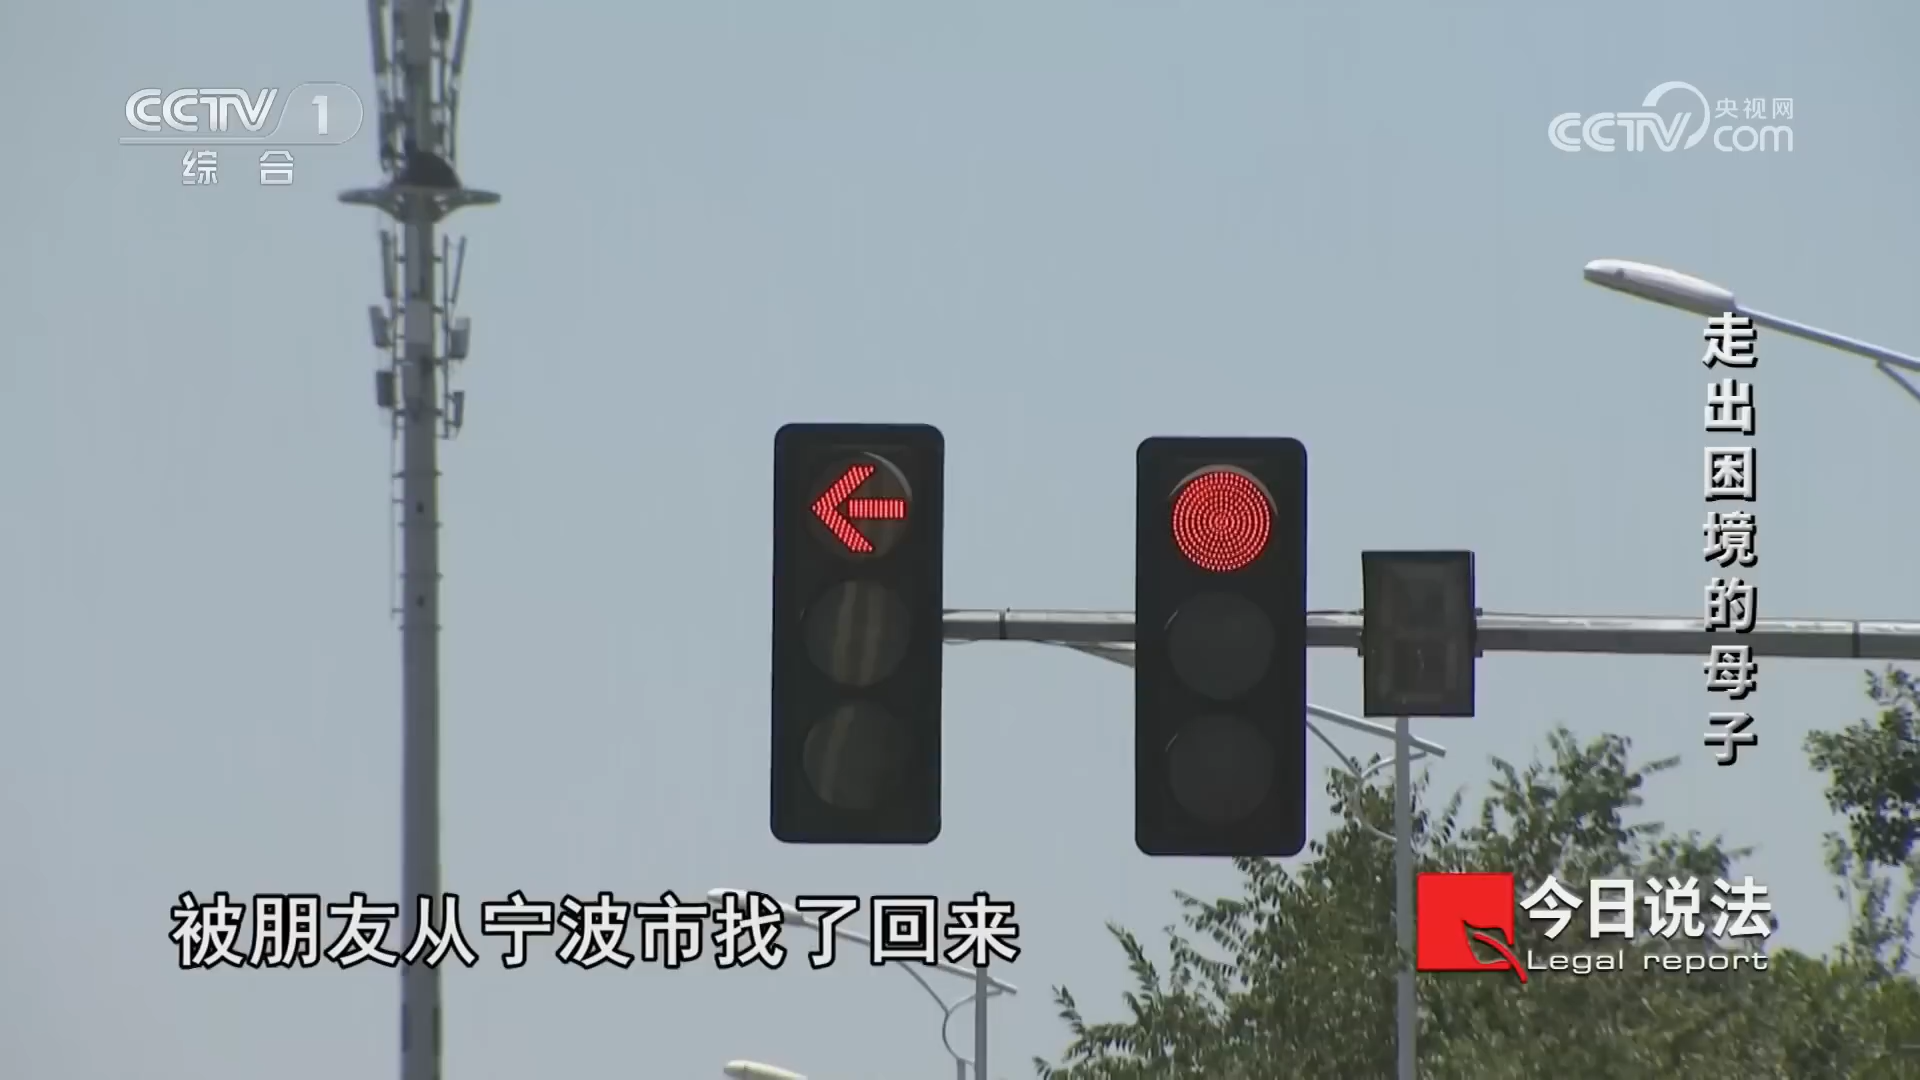 CCTV 1
综合
央视网
CCTV.com
走出困境的母子
被朋友从宁波市找了回来
今日说法
Legal report